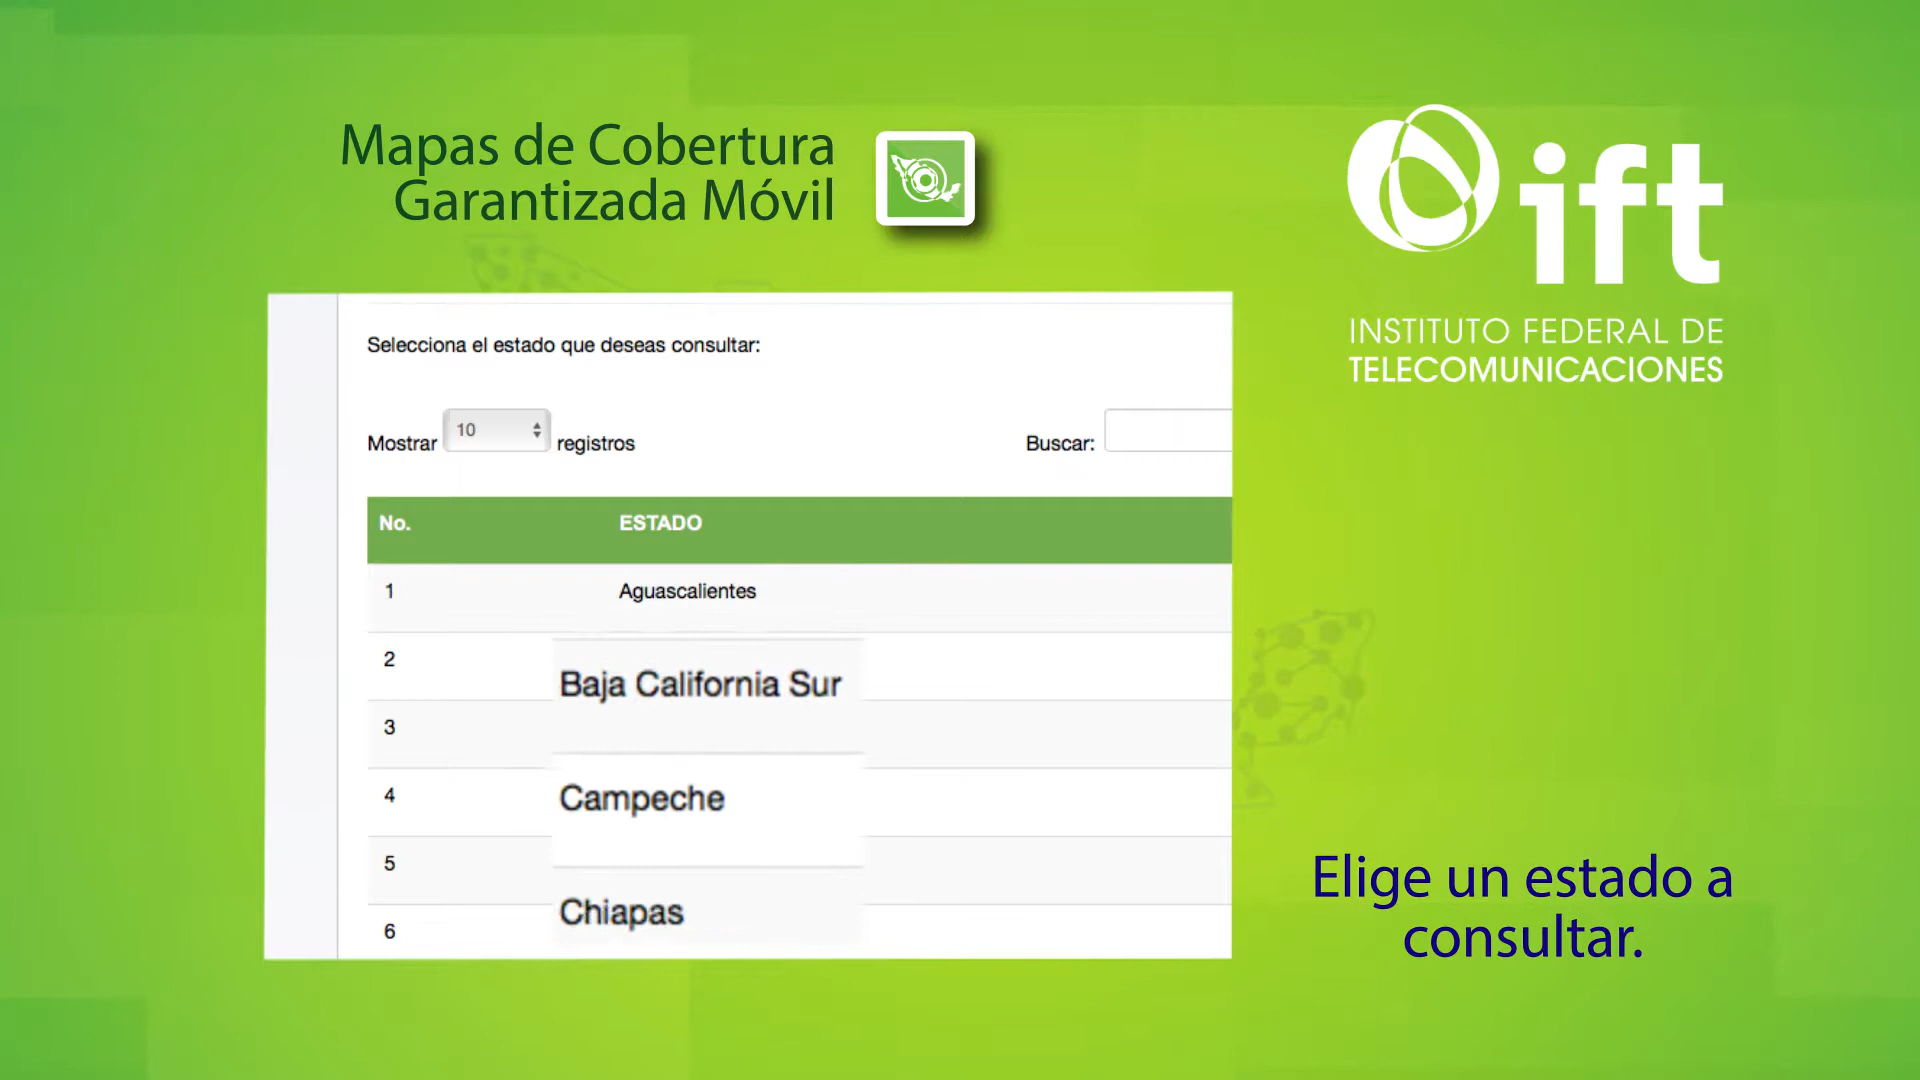 Mapas de Cobertura
Garantizada Móvil
ift
INSTITUTO FEDERAL DE
TELECOMUNICACIONES
Selecciona el estado que deseas consultar:
Mostrar 10 registros
Buscar:
No. ESTADO
1 Aguascalientes
2
Baja California Sur
3
4
Campeche
5
Chiapas
6
Elige un estado a
consultar.